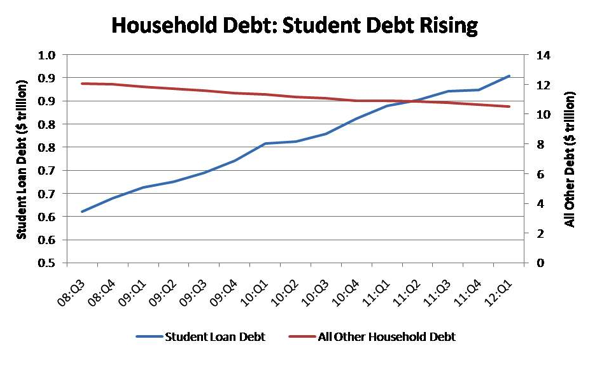 Household Debt: Student Debt Rising
Student Loan Debt ($ trillion)
1.0
0.9
0.9
0.8
0.8
0.7
0.7
0.6
0.6
0.5
14
12
10
8
6
4
2
0
All Other Debt ($ trillion)
08:Q3
08:Q4
09:Q1
09:Q2
09:Q3
09:Q4
10:Q1
10:Q2
10:Q3
10:Q4
11:Q1
11:Q2
11:Q3
11:Q4
12:Q1
Student Loan Debt
All Other Household Debt